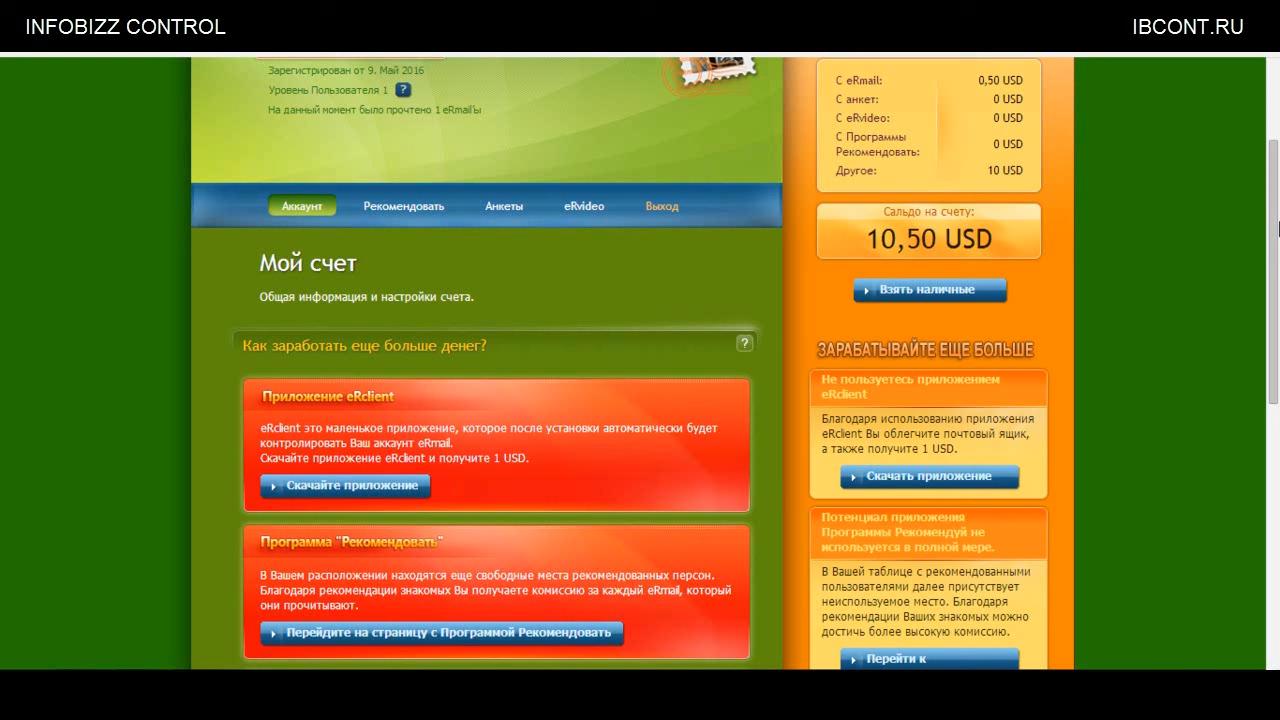 INFOBIZZ CONTROL
IBCONT.RU
Зарегистрирован от 9. Май 2016
Уровень Пользователя 1 ?
На данный момент было прочтено 1 eRmail'ы
Аккаунт Рекомендовать Анкеты eRvideo Выход
Мой счет
Общая информация и настройки счета.
Как заработать еще больше денег? ?
Приложение eRclient
eRclient это маленькое приложение, которое после установки автоматически будет
контролировать Ваш аккаунт eRmail.
Скачайте приложение eRclient и получите 1 USD.
Скачайте приложение
Программа "Рекомендовать"
В Вашем расположении находятся еще свободные места рекомендованных персон.
Благодаря рекомендации знакомых Вы получаете комиссию за каждый eRmail, который
они прочитывают.
Перейдите на страницу с Программой Рекомендовать
С eRmail: 0,50 USD
С анкет: 0 USD
С eRvideo: 0 USD
С Программы
Рекомендовать: 0 USD
Другое: 10 USD
Сальдо на счету:
10,50 USD
Взять наличные
ЗАРАБАТЫВАЙТЕ ЕЩЕ БОЛЬШЕ
Не пользуетесь приложением
eRclient
Благодаря использованию приложения
eRclient Вы облегчите почтовый ящик,
а также получите 1 USD.
Скачать приложение
Потенциал приложения
Программы Рекомендуй не
используется в полной мере.
В Вашей таблице с рекомендованными
пользователями далее присутствует
неиспользуемое место. Благодаря
рекомендации Ваших знакомых можно
достичь более высокую комиссию.
Перейти к